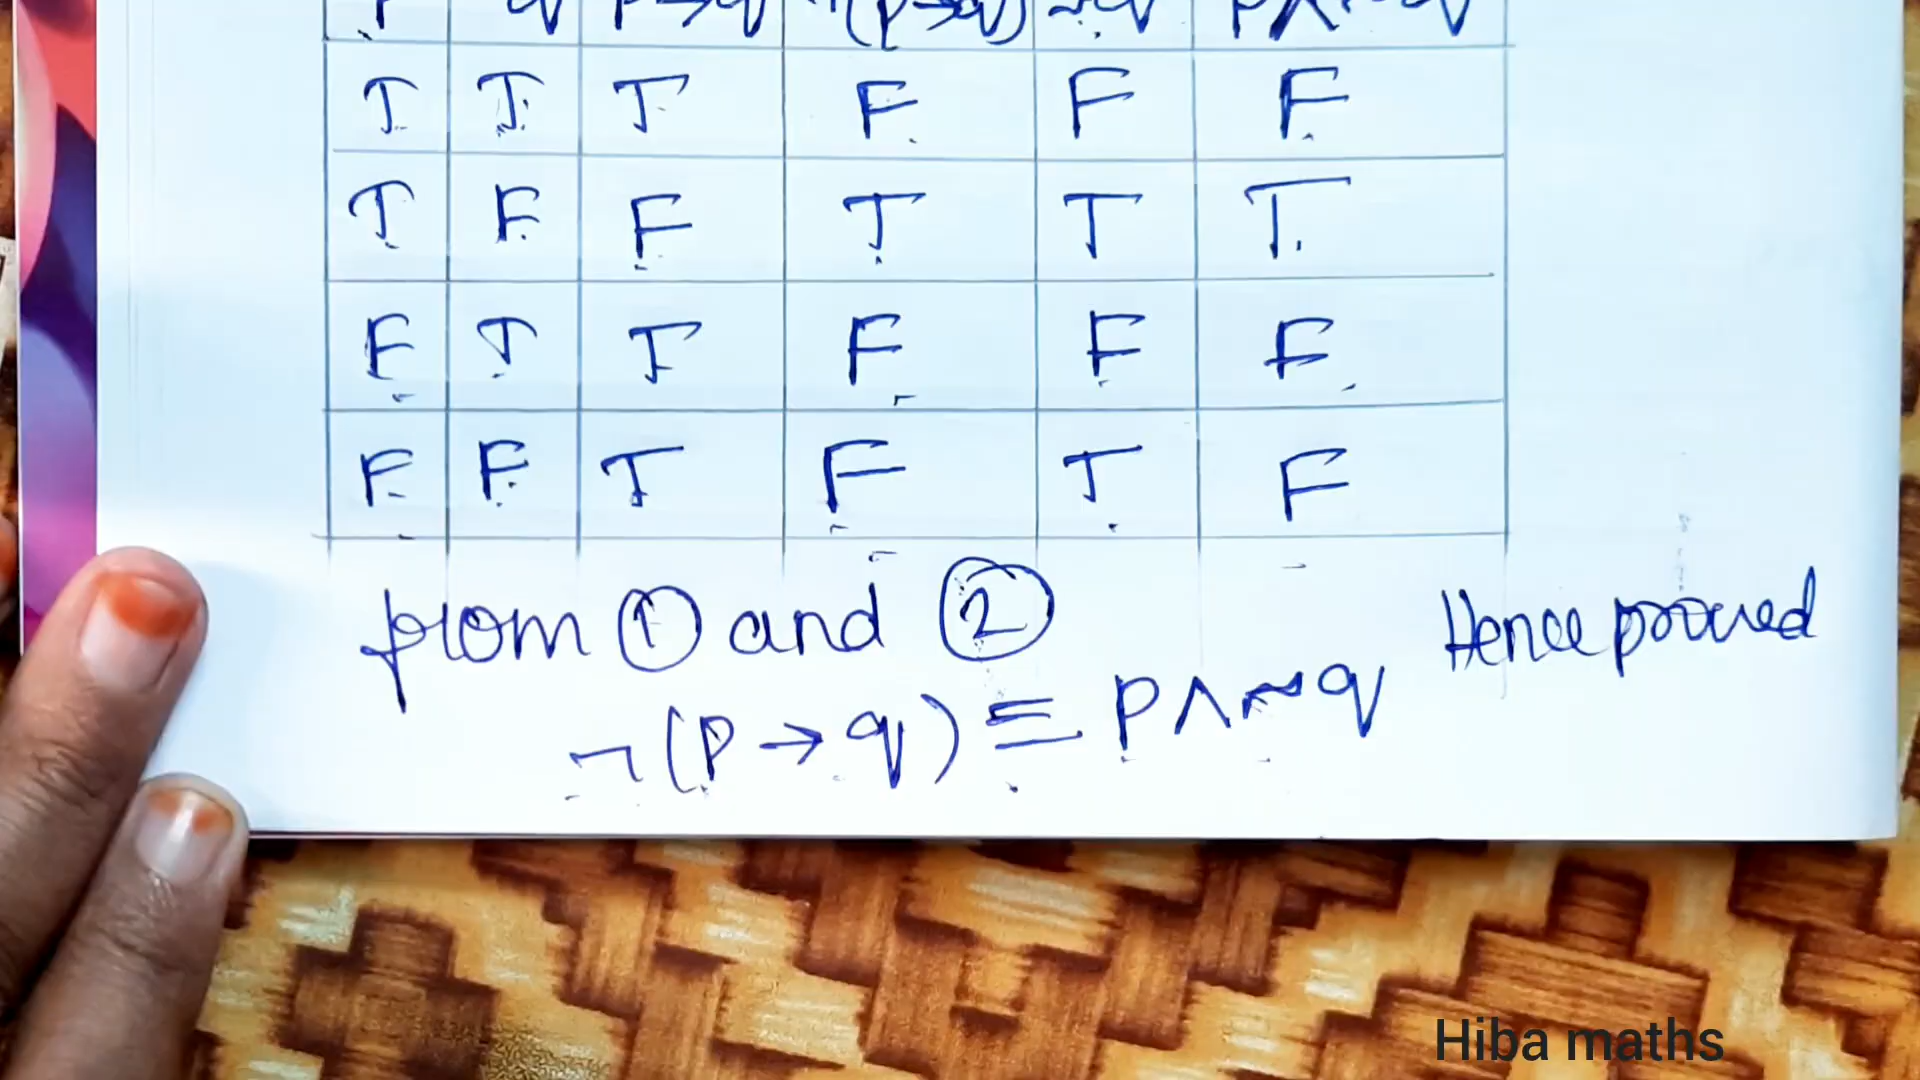 p q p→q ¬(p→q) ~q p∧~q
T T T F F F
T F F T T T
F T T F F F
F F T F T F
from ① and ②
Hence proved
¬(p→q) ≡ p∧~q
Hiba maths